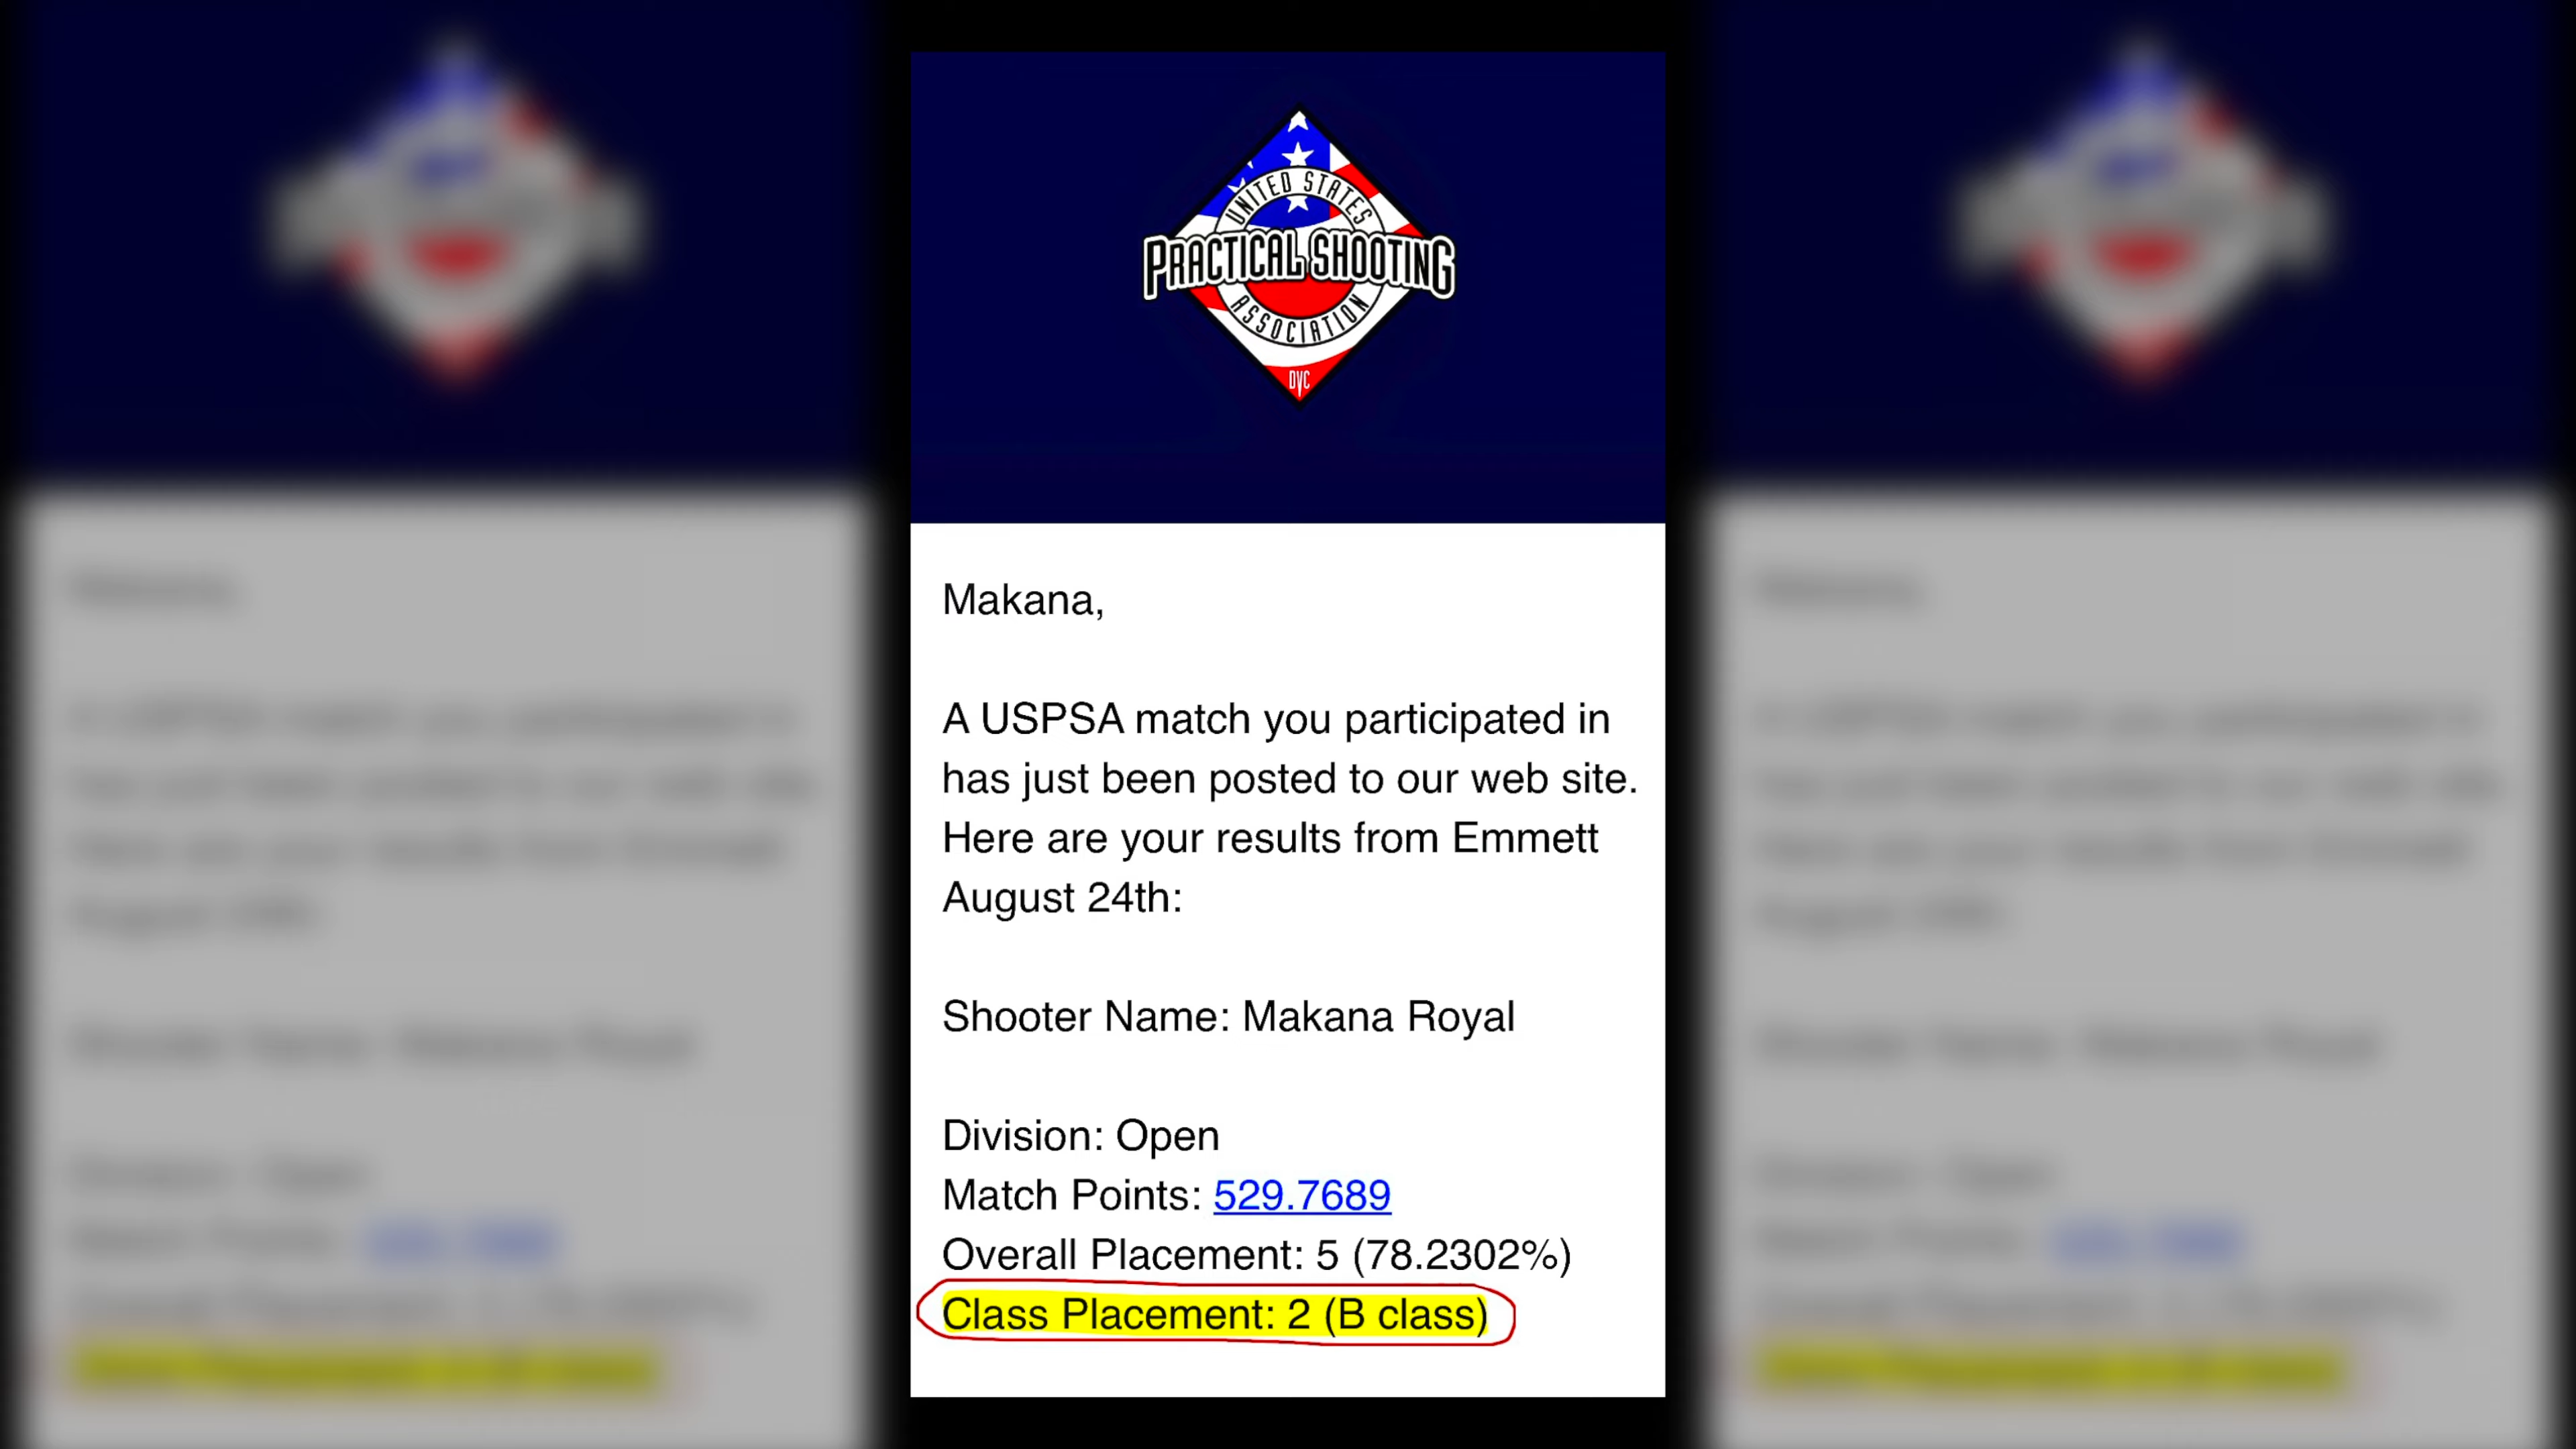 UNITED STATES
PRACTICAL SHOOTING
ASSOCIATION
DVC
Makana,
A USPSA match you participated in
has just been posted to our web site.
Here are your results from Emmett
August 24th:
Shooter Name: Makana Royal
Division: Open
Match Points: 529.7689
Overall Placement: 5 (78.2302%)
Class Placement: 2 (B class)